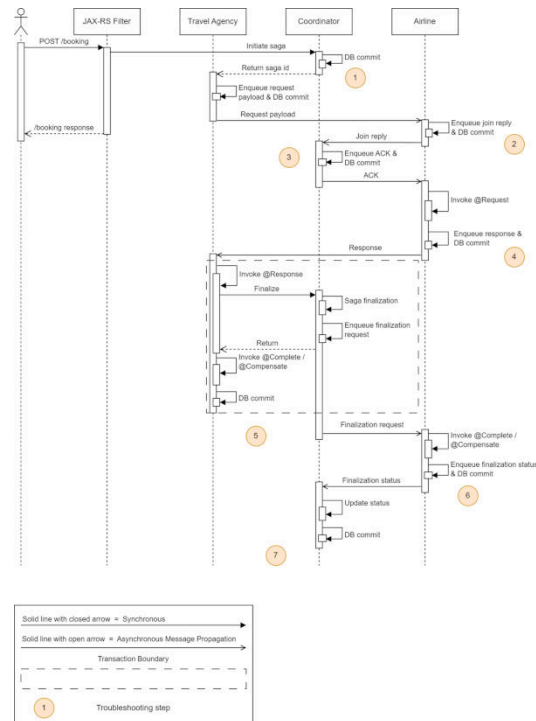 JAX-RS Filter
Travel Agency
Coordinator
Airline
POST /booking
Initiate saga
DB commit
1
Return saga id
Enqueue request
payload & DB commit
Request payload
/booking response
Enqueue join reply
& DB commit
2
Join reply
3
Enqueue ACK &
DB commit
ACK
Invoke @Request
Enqueue response &
DB commit
4
Response
Invoke @Response
Finalize
Saga finalization
Enqueue finalization
request
Return
Invoke @Complete /
@Compensate
DB commit
5
Finalization request
Invoke @Complete /
@Compensate
Enqueue finalization status
& DB commit
6
Finalization status
Update status
DB commit
7
Solid line with closed arrow = Synchronous
Solid line with open arrow = Asynchronous Message Propagation
Transaction Boundary
1
Troubleshooting step